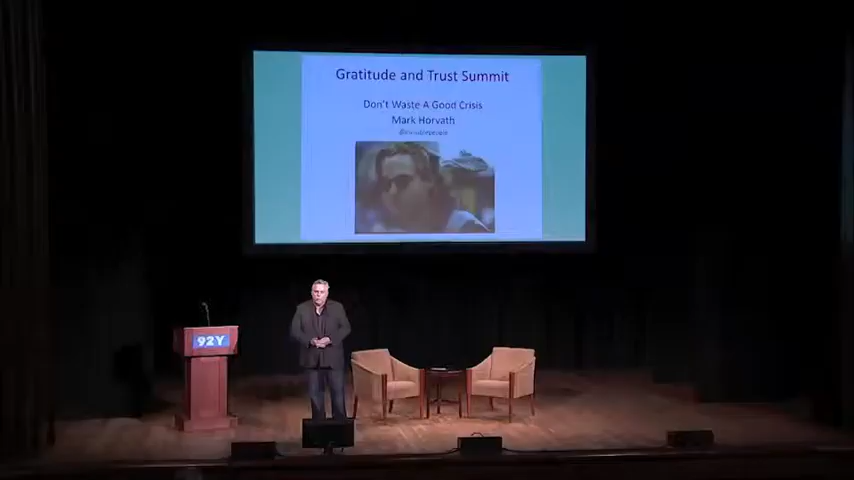 Gratitude and Trust Summit
Don't Waste A Good Crisis
Mark Horvath
92Y